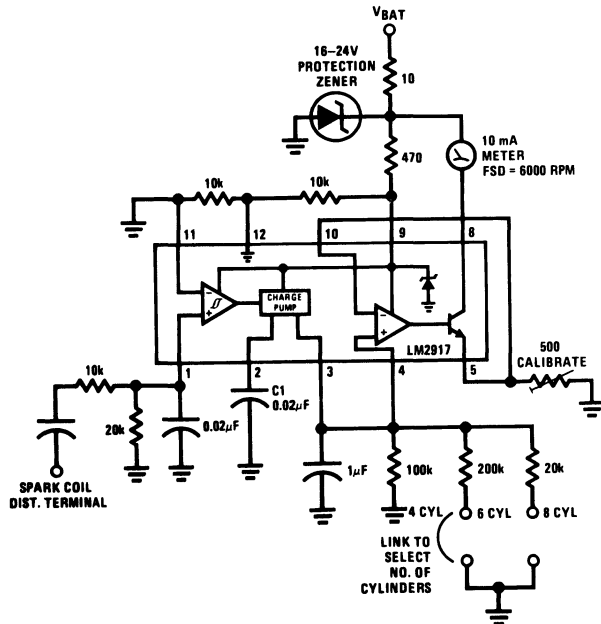 VBAT
16–24V
PROTECTION
ZENER
10
10 mA
METER
FSD = 6000 RPM
470
10k
10k
11
12
10
9
8
CHARGE
PUMP
LM2917
1
2
3
4
5
500
CALIBRATE
10k
C1
0.02µF
20k
0.02µF
1µF
100k
200k
20k
SPARK COIL
DIST. TERMINAL
4 CYL
6 CYL
8 CYL
LINK TO
SELECT
NO. OF
CYLINDERS